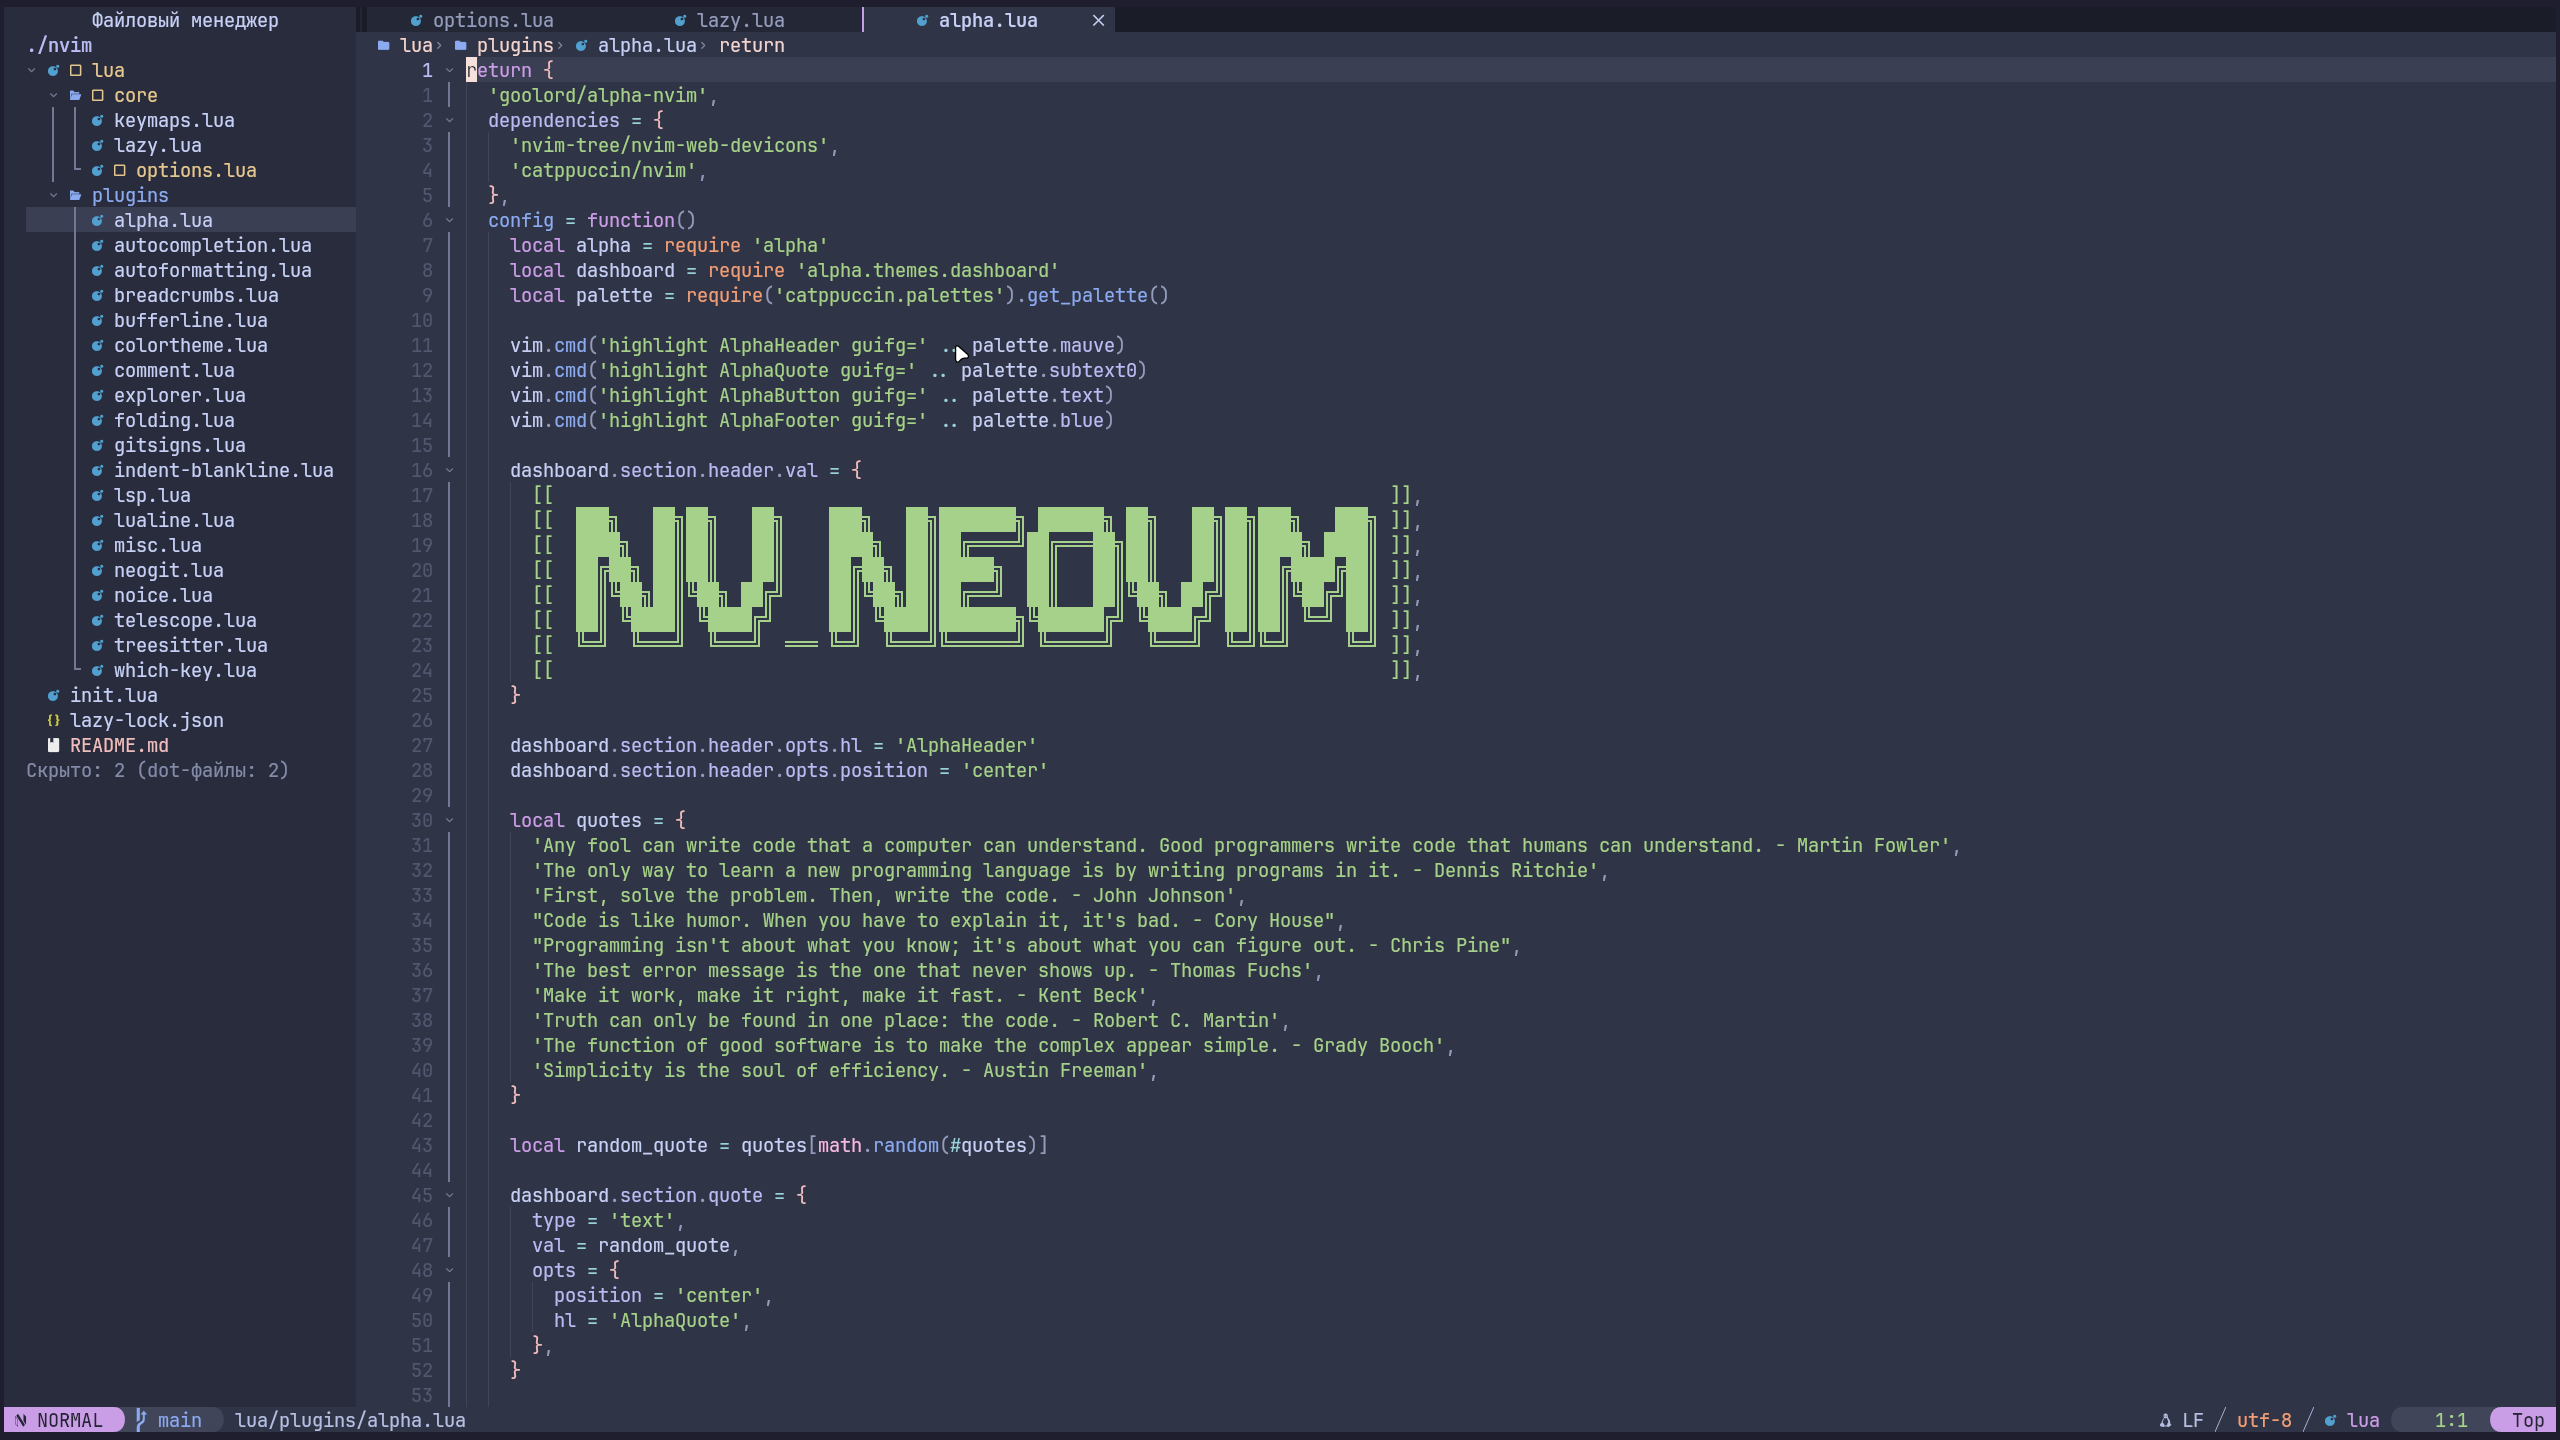 Файловый менеджер
./nvim
lua
core
keymaps.lua
lazy.lua
options.lua
plugins
alpha.lua
autocompletion.lua
autoformatting.lua
breadcrumbs.lua
bufferline.lua
colortheme.lua
comment.lua
explorer.lua
folding.lua
gitsigns.lua
indent-blankline.lua
lsp.lua
lualine.lua
misc.lua
neogit.lua
noice.lua
telescope.lua
treesitter.lua
which-key.lua
init.lua
lazy-lock.json
README.md
Скрыто: 2 (dot-файлы: 2)
options.lua lazy.lua alpha.lua
lua › plugins › alpha.lua › return
1 return {
1 'goolord/alpha-nvim',
2 dependencies = {
3 'nvim-tree/nvim-web-devicons',
4 'catppuccin/nvim',
5 },
6 config = function()
7 local alpha = require 'alpha'
8 local dashboard = require 'alpha.themes.dashboard'
9 local palette = require('catppuccin.palettes').get_palette()
10
11 vim.cmd('highlight AlphaHeader guifg=' .. palette.mauve)
12 vim.cmd('highlight AlphaQuote guifg=' .. palette.subtext0)
13 vim.cmd('highlight AlphaButton guifg=' .. palette.text)
14 vim.cmd('highlight AlphaFooter guifg=' .. palette.blue)
15
16 dashboard.section.header.val = {
17 [[ ]],
18 [[ ]],
19 [[ ]],
20 [[ NV NEOVIM ]],
21 [[ ]],
22 [[ ]],
23 [[ ]],
24 [[ ]],
25 }
26
27 dashboard.section.header.opts.hl = 'AlphaHeader'
28 dashboard.section.header.opts.position = 'center'
29
30 local quotes = {
31 'Any fool can write code that a computer can understand. Good programmers write code that humans can understand. - Martin Fowler',
32 'The only way to learn a new programming language is by writing programs in it. - Dennis Ritchie',
33 'First, solve the problem. Then, write the code. - John Johnson',
34 "Code is like humor. When you have to explain it, it's bad. - Cory House",
35 "Programming isn't about what you know; it's about what you can figure out. - Chris Pine",
36 'The best error message is the one that never shows up. - Thomas Fuchs',
37 'Make it work, make it right, make it fast. - Kent Beck',
38 'Truth can only be found in one place: the code. - Robert C. Martin',
39 'The function of good software is to make the complex appear simple. - Grady Booch',
40 'Simplicity is the soul of efficiency. - Austin Freeman',
41 }
42
43 local random_quote = quotes[math.random(#quotes)]
44
45 dashboard.section.quote = {
46 type = 'text',
47 val = random_quote,
48 opts = {
49 position = 'center',
50 hl = 'AlphaQuote',
51 },
52 }
53
NORMAL main lua/plugins/alpha.lua LF utf-8 lua 1:1 Top